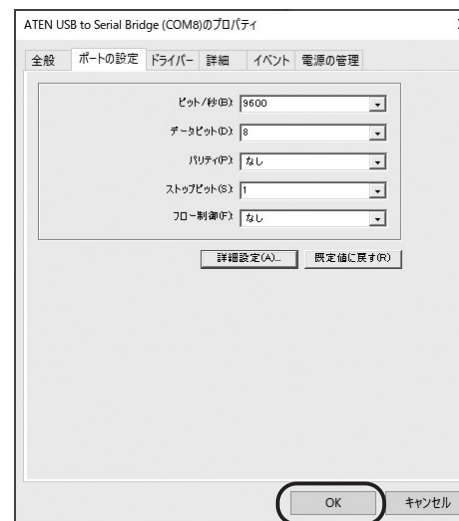 ATEN USB to Serial Bridge (COM8)のプロパティ
全般 ポートの設定 ドライバー 詳細 イベント 電源の管理
ビット/秒(B): 9600
データビット(D): 8
パリティ(P): なし
ストップビット(S): 1
フロー制御(F): なし
詳細設定(A)... 既定値に戻す(R)
OK キャンセル